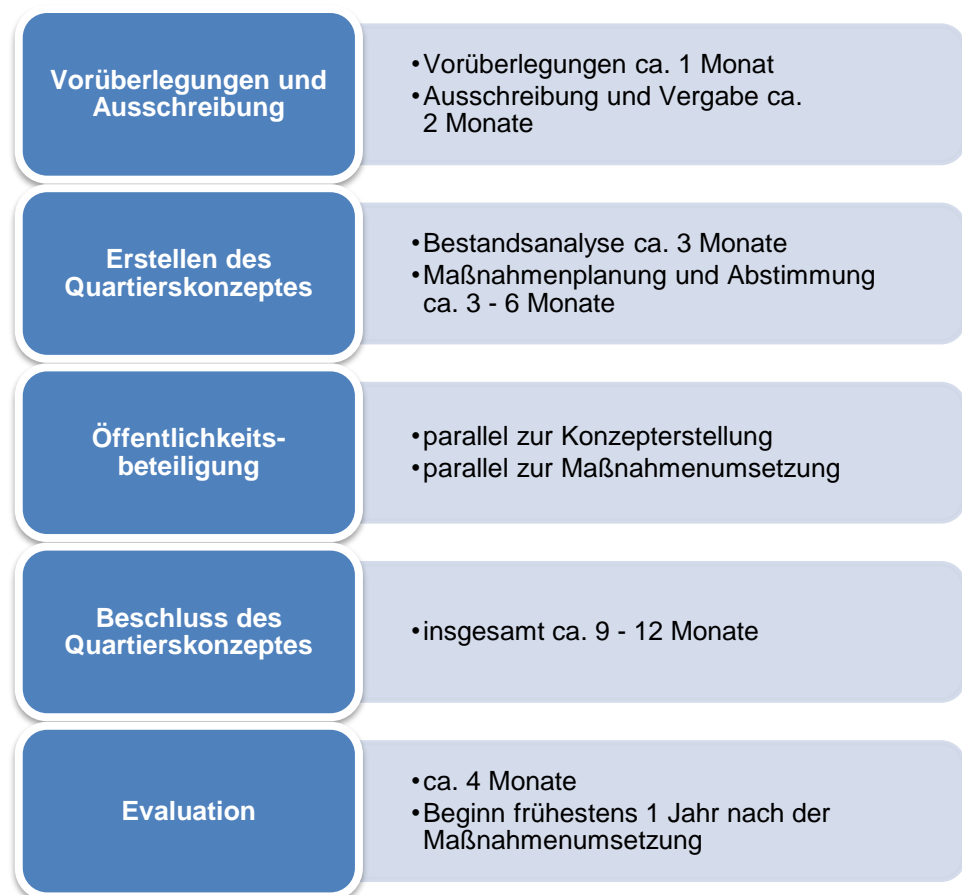 Vorüberlegungen und
Ausschreibung
•Vorüberlegungen ca. 1 Monat
•Ausschreibung und Vergabe ca.
2 Monate
Erstellen des
Quartierskonzeptes
•Bestandsanalyse ca. 3 Monate
•Maßnahmenplanung und Abstimmung
ca. 3 - 6 Monate
Öffentlichkeits-
beteiligung
•parallel zur Konzepterstellung
•parallel zur Maßnahmenumsetzung
Beschluss des
Quartierskonzeptes
•insgesamt ca. 9 - 12 Monate
Evaluation
•ca. 4 Monate
•Beginn frühestens 1 Jahr nach der
Maßnahmenumsetzung